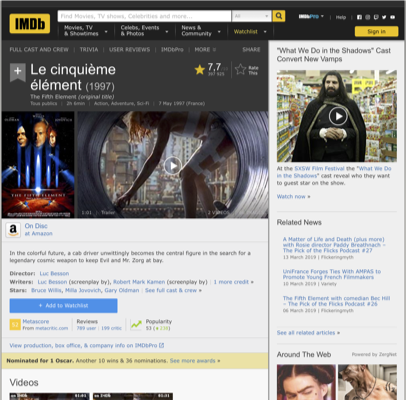 IMDb
Find Movies, TV shows, Celebrities and more...
All
IMDbPro
Help
Movies, TV
& Showtimes
Celebs, Events
& Photos
News &
Community
Watchlist
Sign in
FULL CAST AND CREW | TRIVIA | USER REVIEWS | IMDbPro | MORE
SHARE
Le cinquième
élément (1997)
The Fifth Element (original title)
Tous publics | 2h 6min | Action, Adventure, Sci-Fi | 7 May 1997 (France)
7,7
Rate
This
THE FIFTH ELEMENT
2:01 | Trailer
On Disc
at Amazon
In the colorful future, a cab driver unwittingly becomes the central figure in the search for
a legendary cosmic weapon to keep Evil and Mr. Zorg at bay.
Director: Luc Besson
Writers: Luc Besson (screenplay by), Robert Mark Kamen (screenplay by) | 1 more credit »
Stars: Bruce Willis, Milla Jovovich, Gary Oldman | See full cast & crew »
+ Add to Watchlist
Metascore
From metacritic.com
Reviews
789 user | 199 critic
Popularity
View production, box office, & company info on IMDbPro
Nominated for 1 Oscar. Another 10 wins & 36 nominations. See more awards »
Videos
"What We Do in the Shadows" Cast
Convert New Vamps
At the SXSW Film Festival the "What We Do
in the Shadows" cast reveal who they want
to guest star on the show.
Watch now »
Related News
A Matter of Life and Death (plus more)
with Rosie director Paddy Breathnach –
The Pick of the Flicks Podcast #27
13 March 2019 | Flickeringmyth
UniFrance Forges Ties With AMPAS to
Promote Young French Filmmakers
10 March 2019 | Variety
The Fifth Element with comedian Bec Hill
– The Pick of the Flicks Podcast #26
06 March 2019 | Flickeringmyth
See all related articles »
Around The Web
Powered by ZergNet